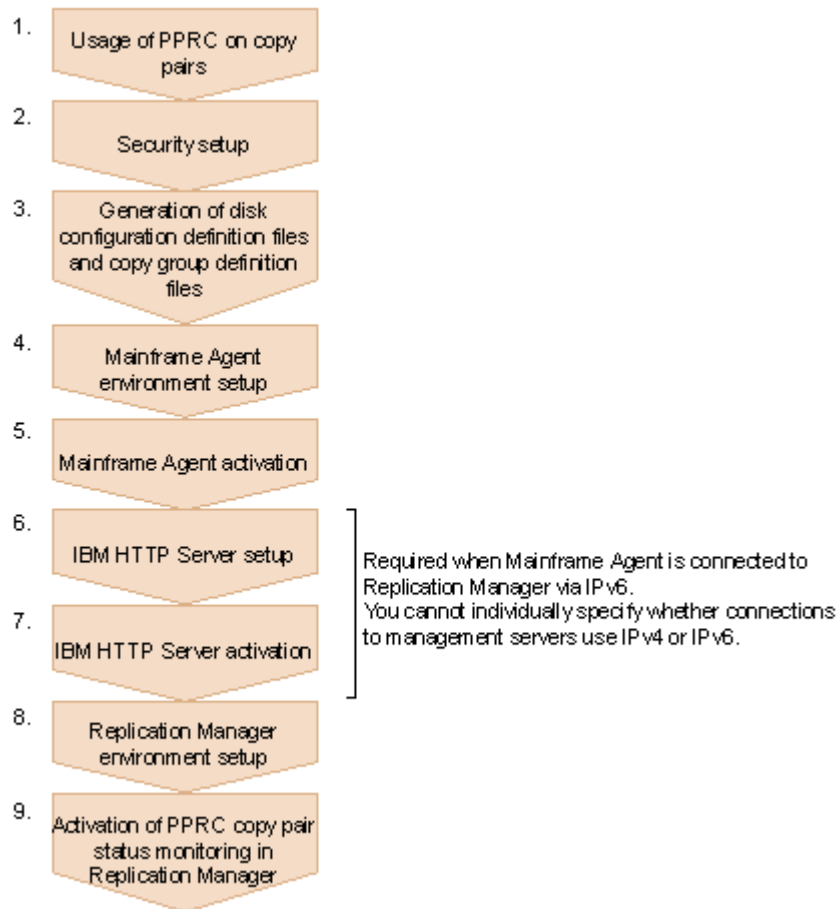 1.
Usage of PPRC on copy
pairs
2.
Security setup
3.
Generation of disk
configuration definition files
and copy group definition
files
4.
Mainframe Agent
environment setup
5.
Mainframe Agent activation
6.
IBM HTTP Server setup
Required when Mainframe Agent is connected to
Replication Manager via IPv6.
You cannot individually specify whether connections
to management servers use IPv4 or IPv6.
7.
IBM HTTP Server activation
8.
Replication Manager
environment setup
9.
Activation of PPRC copy pair
status monitoring in
Replication Manager